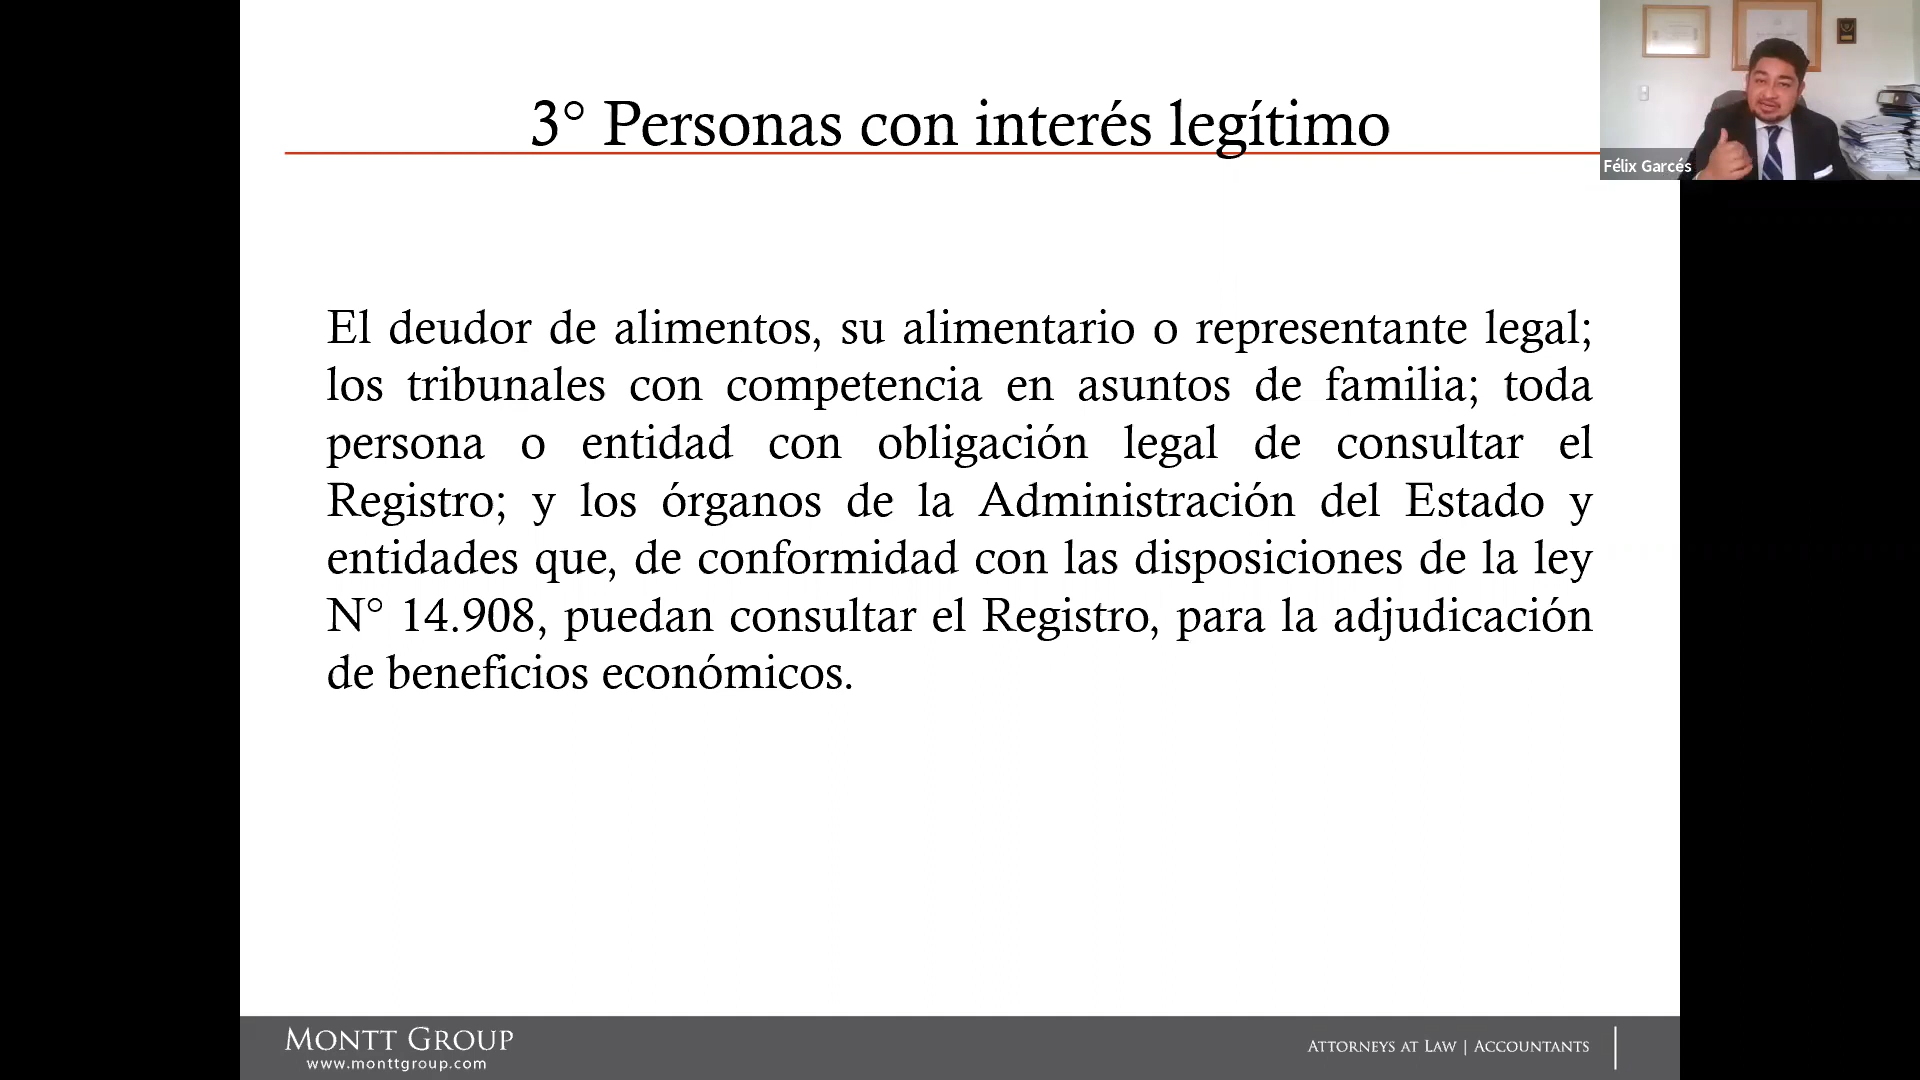 3° Personas con interés legítimo
Félix Garcés
El deudor de alimentos, su alimentario o representante legal;
los tribunales con competencia en asuntos de familia; toda
persona o entidad con obligación legal de consultar el
Registro; y los órganos de la Administración del Estado y
entidades que, de conformidad con las disposiciones de la ley
N° 14.908, puedan consultar el Registro, para la adjudicación
de beneficios económicos.
MONTT GROUP
www.monttgroup.com
ATTORNEYS AT LAW | ACCOUNTANTS